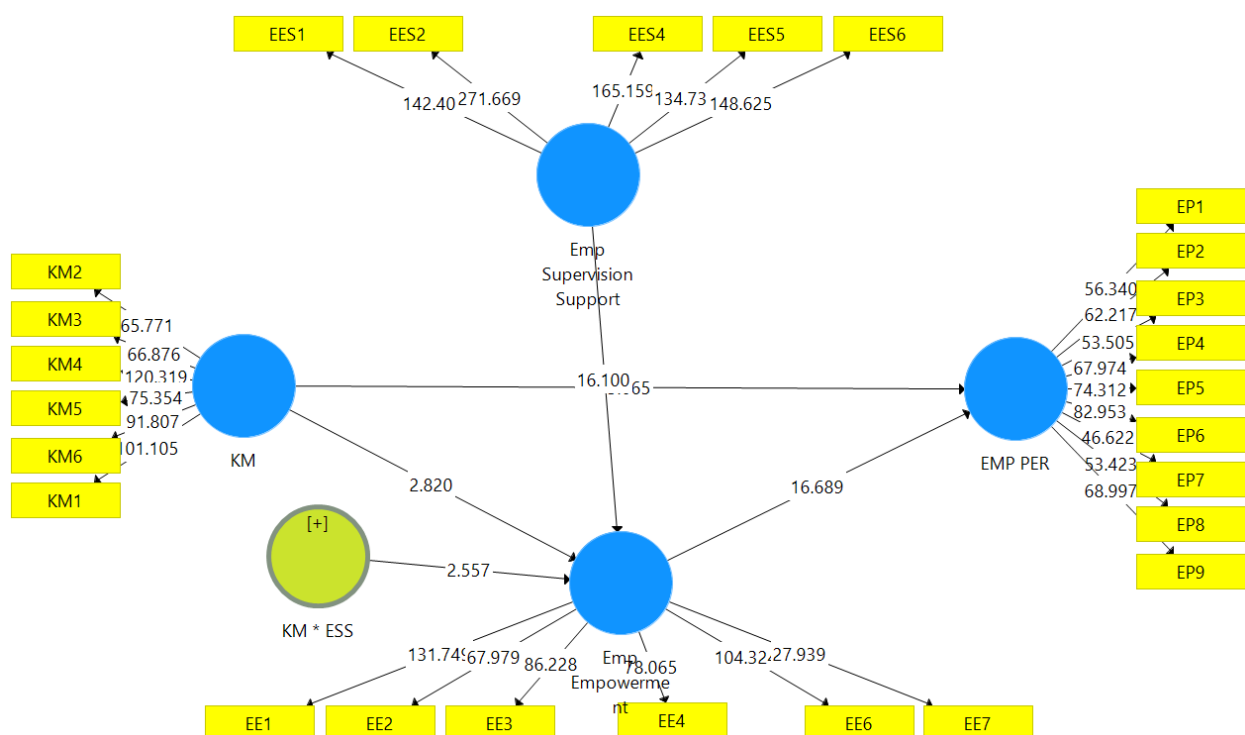 EES1 EES2 EES4 EES5 EES6
142.40 271.669 165.159 134.73 148.625
Emp
Supervision
Support
KM2
KM3
KM4
KM5
KM6
KM1
65.771
66.876
120.319
75.354
91.807
101.105
KM
16.100
2.820
16.689
[+]
2.557
KM * ESS
EMP PER
EP1
EP2
EP3
EP4
EP5
EP6
EP7
EP8
EP9
56.340
62.217
53.505
67.974
74.312
82.953
46.622
53.423
68.997
131.749 67.979 86.228 78.065 104.32 27.939
Emp
Empowerme
nt
EE1 EE2 EE3 EE4 EE6 EE7